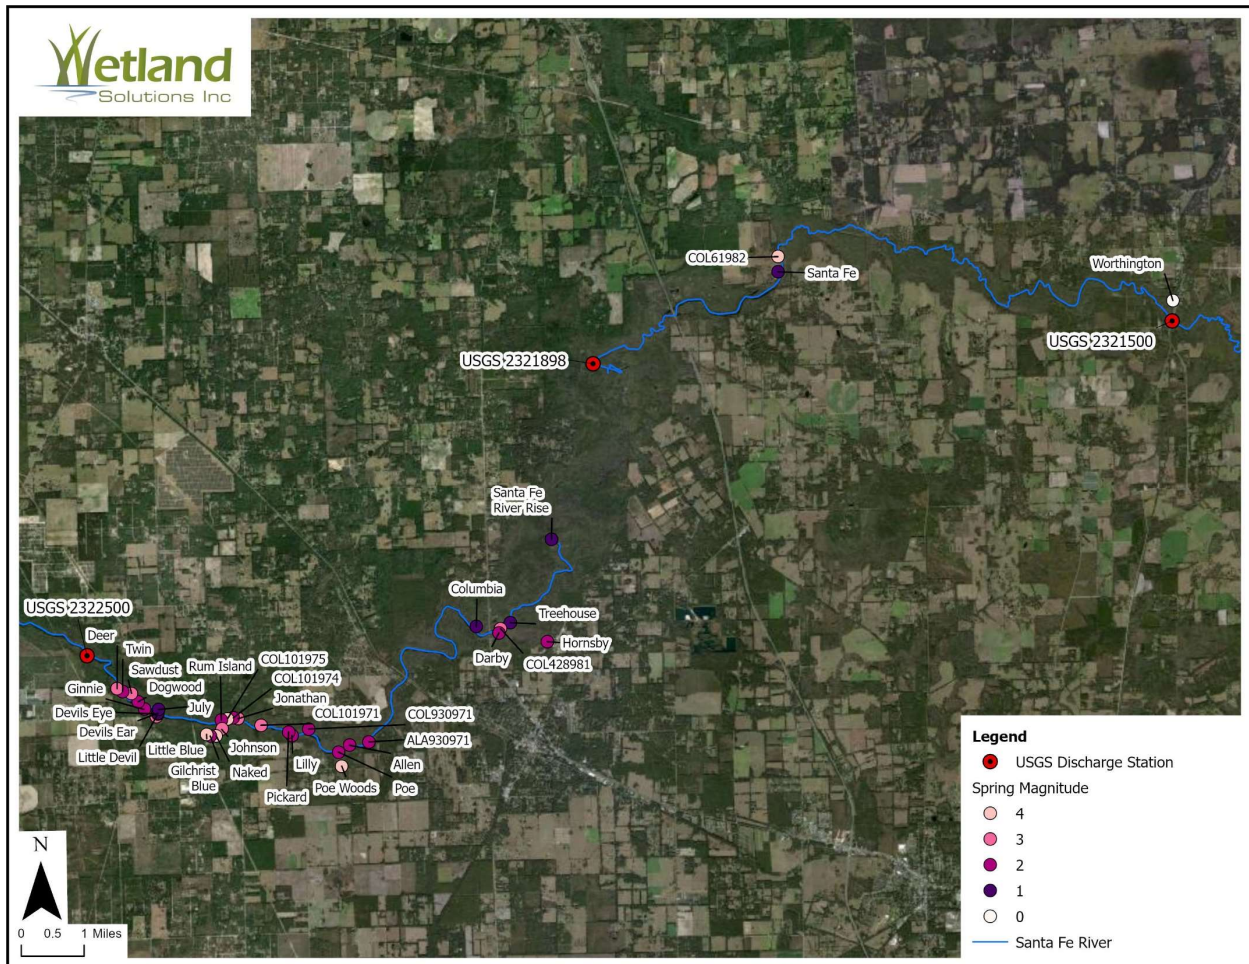 Wetland
Solutions Inc
COL61982
Santa Fe
Worthington
USGS 2321500
USGS 2321898
Santa Fe
River Rise
Columbia
Treehouse
Hornsby
Darby
COL428981
USGS 2322500
Deer
Twin
Sawdust
Rum Island
COL101975
COL101974
Ginnie
Dogwood
Jonathan
Devils Eye
July
COL101971
COL930971
Devils Ear
ALA930971
Little Devil
Little Blue
Johnson
Lilly
Allen
Gilchrist
Blue
Naked
Pickard
Poe Woods
Poe
N
0 0.5 1 Miles
Legend
USGS Discharge Station
Spring Magnitude
4
3
2
1
0
Santa Fe River